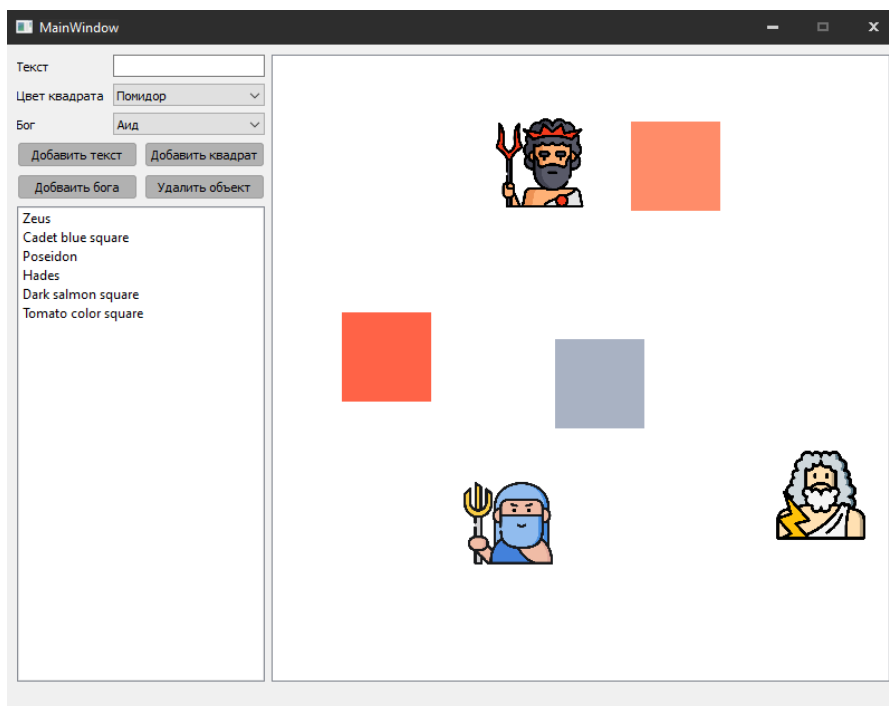 MainWindow
Текст
Цвет квадрата Помидор
Бог Аид
Добавить текст Добавить квадрат
Добваить бога Удалить объект
Zeus
Cadet blue square
Poseidon
Hades
Dark salmon square
Tomato color square